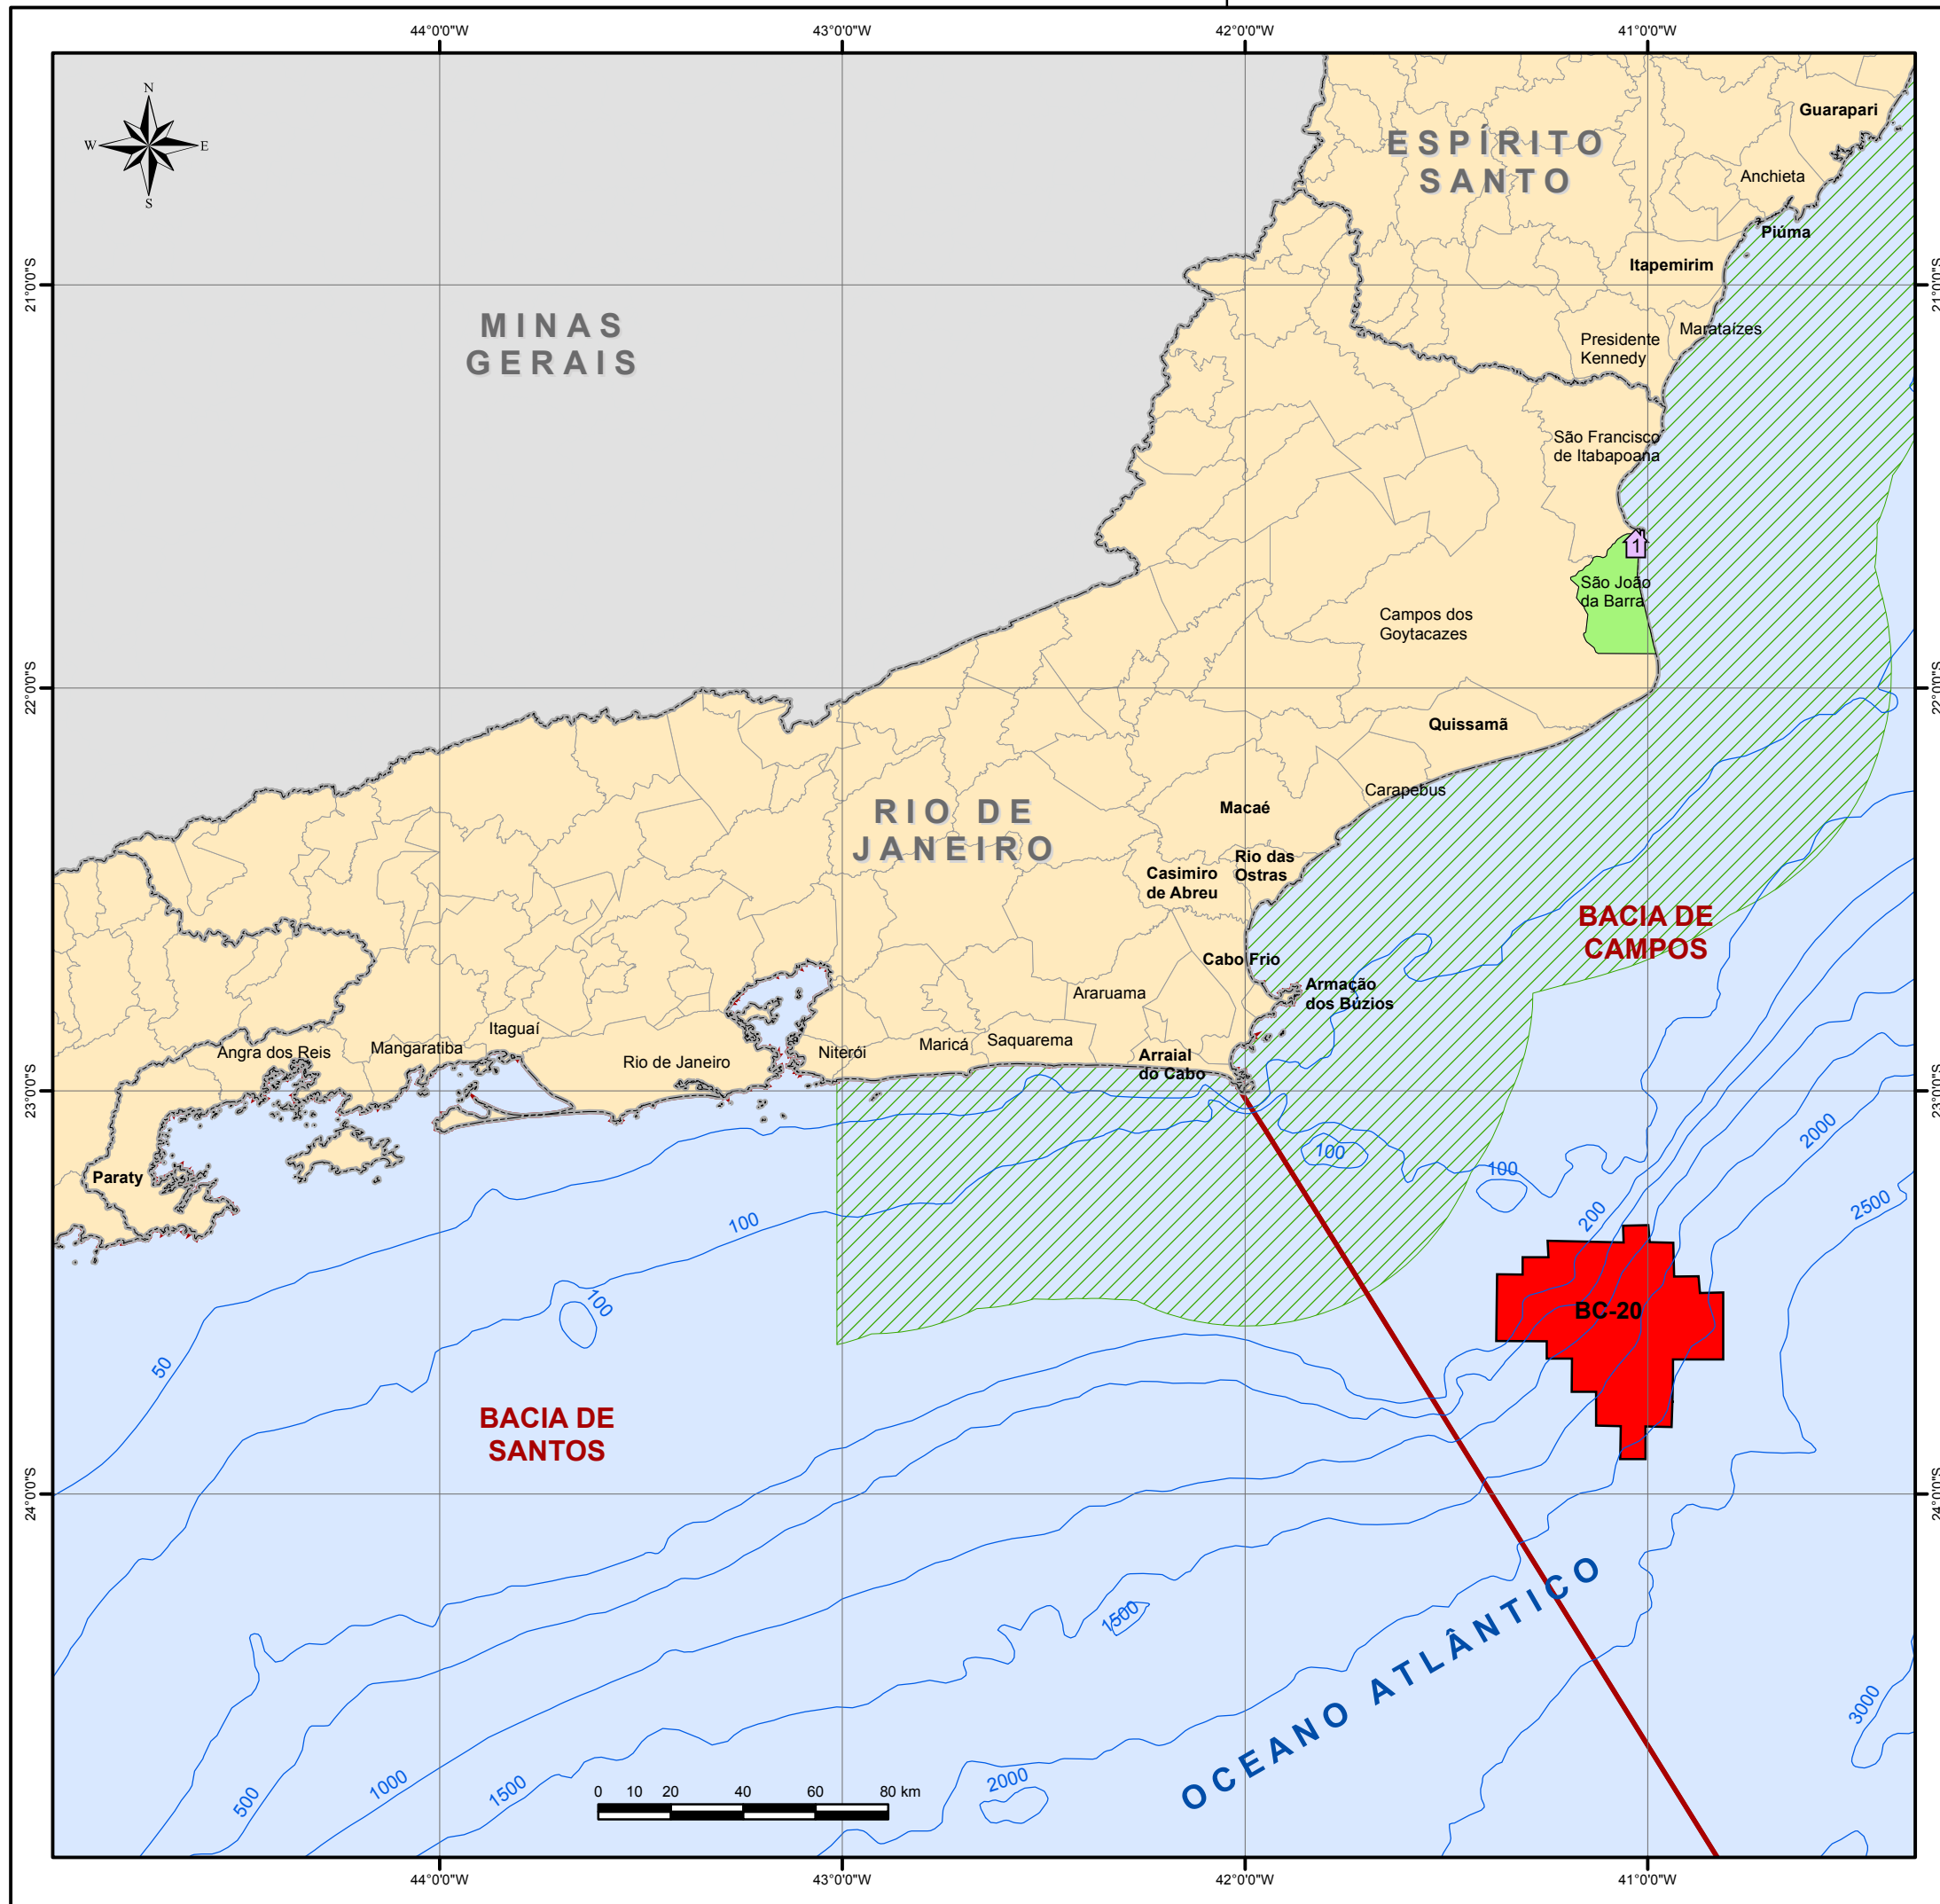 44°0'0"W
43°0'0"W
42°0'0"W
41°0'0"W
N
W
E
S
ESPÍRITO
SANTO
Guarapari
Anchieta
Piúma
Itapemirim
21°0'0"S
21°0'0"S
MINAS
GERAIS
Marataízes
Presidente
Kennedy
São Francisco
de Itabapoana
1
São João
da Barra
Campos dos
Goytacazes
22°0'0"S
22°0'0"S
Quissamã
Carapebus
RIO DE
JANEIRO
Macaé
Rio das
Ostras
Casimiro
de Abreu
BACIA DE
CAMPOS
Cabo Frio
Armação
dos Búzios
Araruama
Itaguaí
Angra dos Reis
Mangaratiba
Rio de Janeiro
Niterói
Maricá
Saquarema
Arraial
do Cabo
23°0'0"S
23°0'0"S
2000
100
100
Paraty
2500
200
100
100
BC-20
50
BACIA DE
SANTOS
24°0'0"S
24°0'0"S
OCEANO ATLÂNTICO
1500
3000
500
1000
1500
2000
0 10 20 40 60 80 km
44°0'0"W
43°0'0"W
42°0'0"W
41°0'0"W